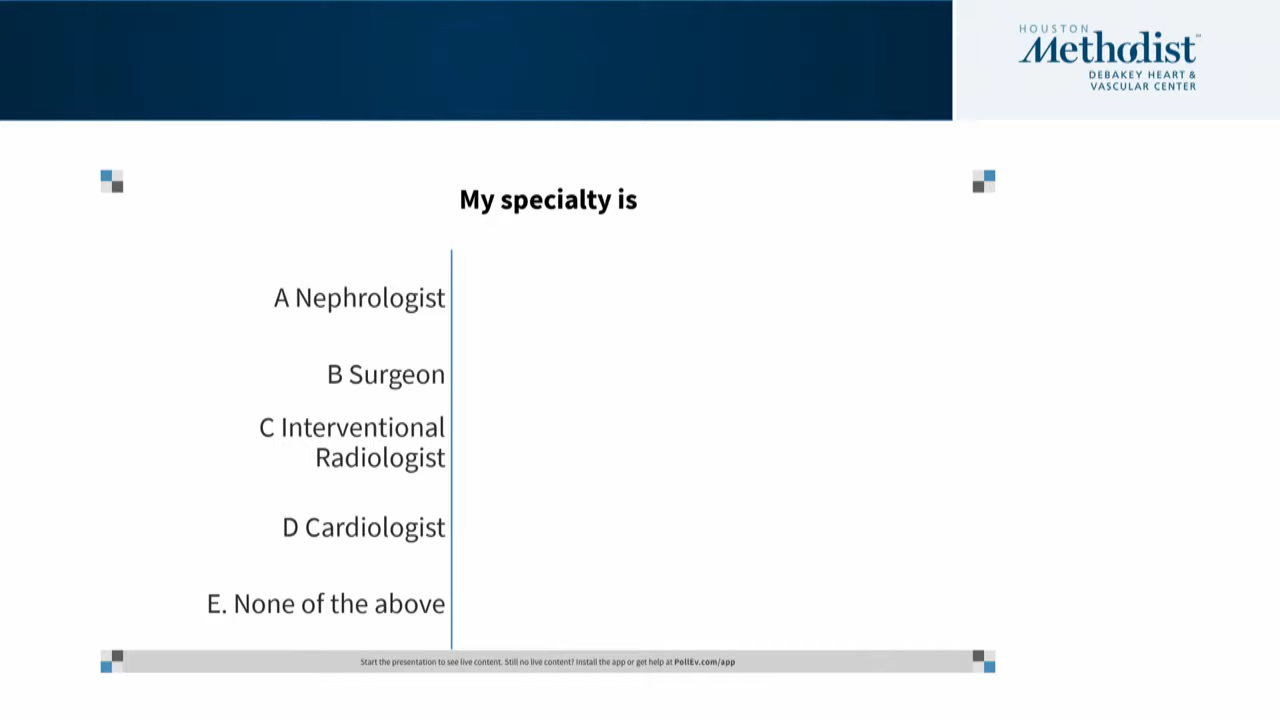 HOUSTON
Methodist
DEBAKEY HEART &
VASCULAR CENTER
My specialty is
A Nephrologist
B Surgeon
C Interventional
Radiologist
D Cardiologist
E. None of the above
Start the presentation to see live content. Still no live content? Install the app or get help at PollEv.com/app